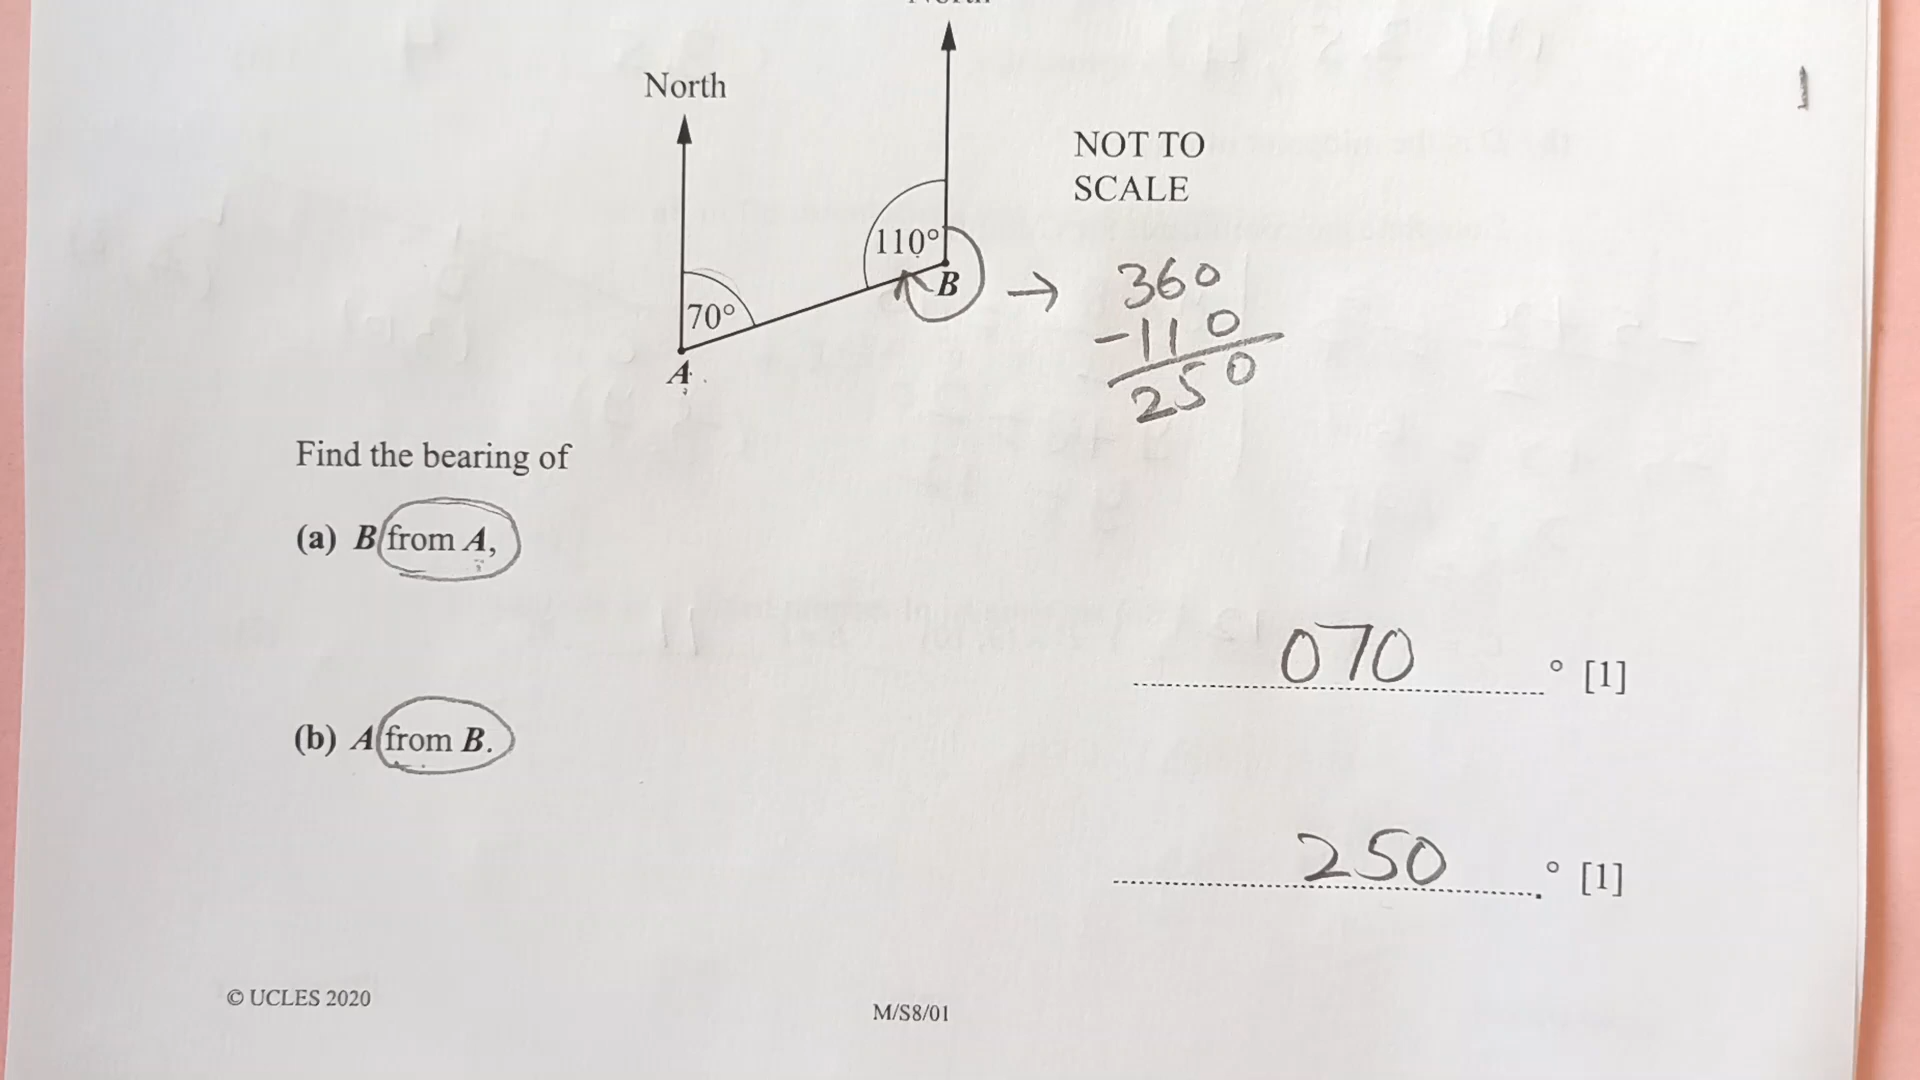 North
North
NOT TO
SCALE
110°
B
→ 360
-110
250
70°
A
Find the bearing of
(a) B from A,
070 ° [1]
(b) A from B.
250 ° [1]
© UCLES 2020
M/S8/01
1